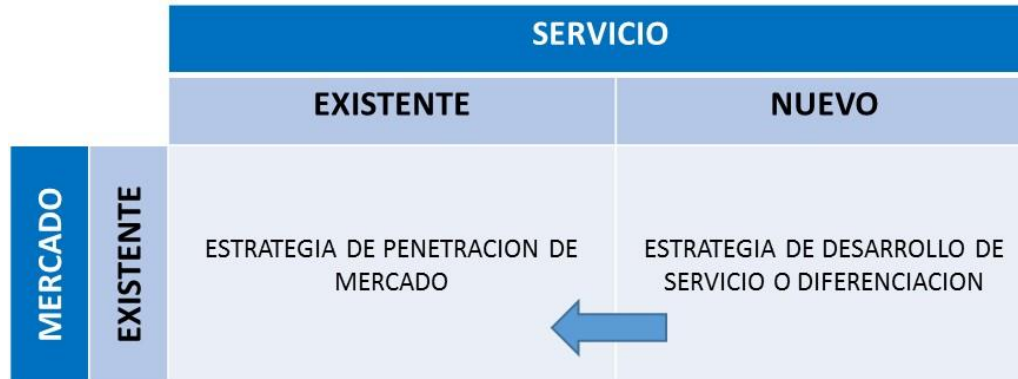 SERVICIO
EXISTENTE
NUEVO
MERCADO
EXISTENTE
ESTRATEGIA DE PENETRACION DE
MERCADO
ESTRATEGIA DE DESARROLLO DE
SERVICIO O DIFERENCIACION